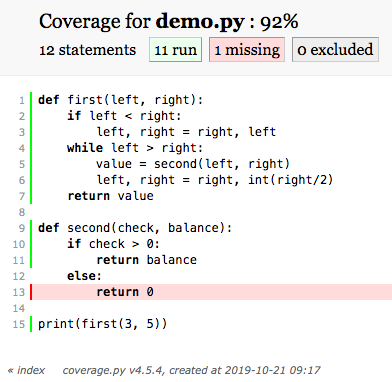 Coverage for demo.py : 92%
12 statements 11 run 1 missing 0 excluded
1 def first(left, right):
2     if left < right:
3         left, right = right, left
4     while left > right:
5         value = second(left, right)
6         left, right = right, int(right/2)
7     return value
8
9 def second(check, balance):
10     if check > 0:
11         return balance
12     else:
13         return 0
14
15 print(first(3, 5))
« index coverage.py v4.5.4, created at 2019-10-21 09:17